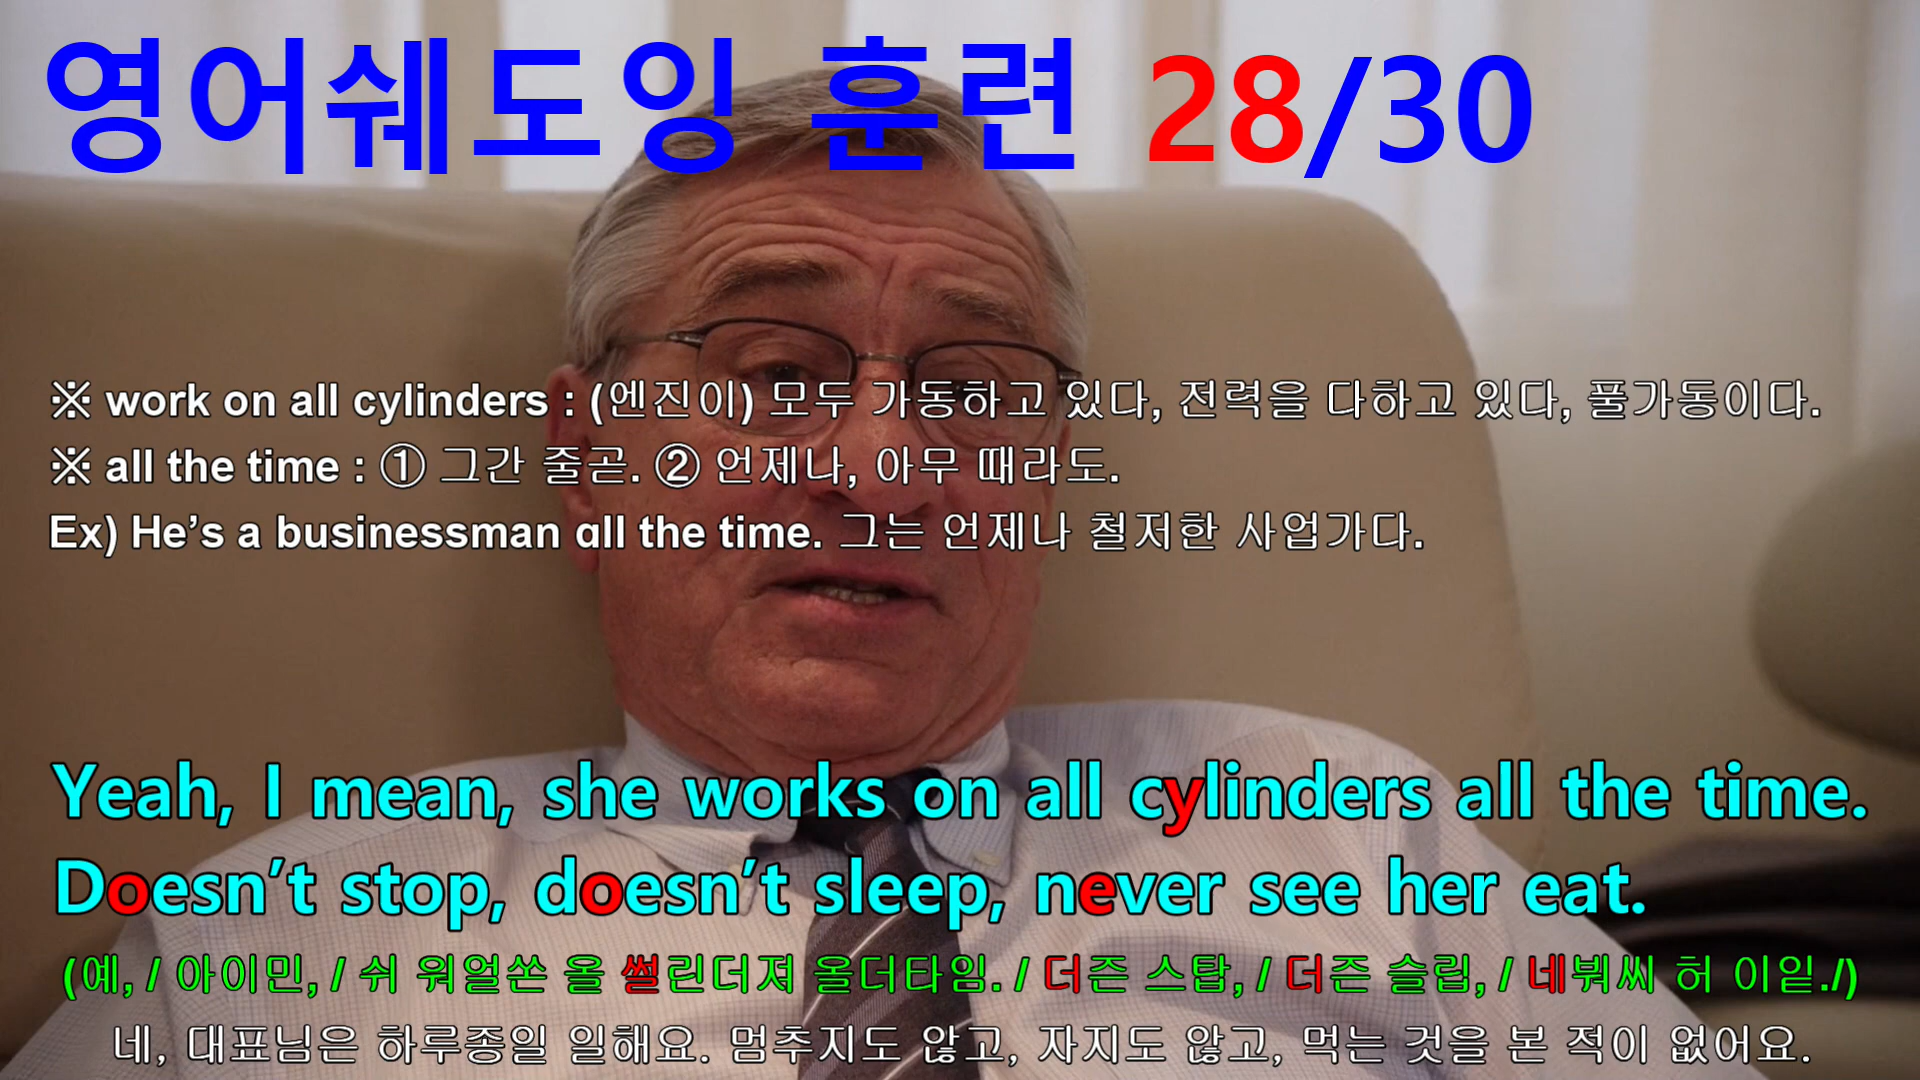 영어쉐도잉 훈련 28/30
※ work on all cylinders : (엔진이) 모두 가동하고 있다, 전력을 다하고 있다, 풀가동이다.
※ all the time : ① 그간 줄곧. ② 언제나, 아무 때라도.
Ex) He’s a businessman all the time. 그는 언제나 철저한 사업가다.
Yeah, I mean, she works on all cylinders all the time.
Doesn’t stop, doesn’t sleep, never see her eat.
(예, / 아이민, / 쉬 워얼쏜 올 썰린더져 올더타임. / 더즌 스탑, / 더즌 슬립, / 네붜씨 허 이잍./)
네, 대표님은 하루종일 일해요. 멈추지도 않고, 자지도 않고, 먹는 것을 본 적이 없어요.